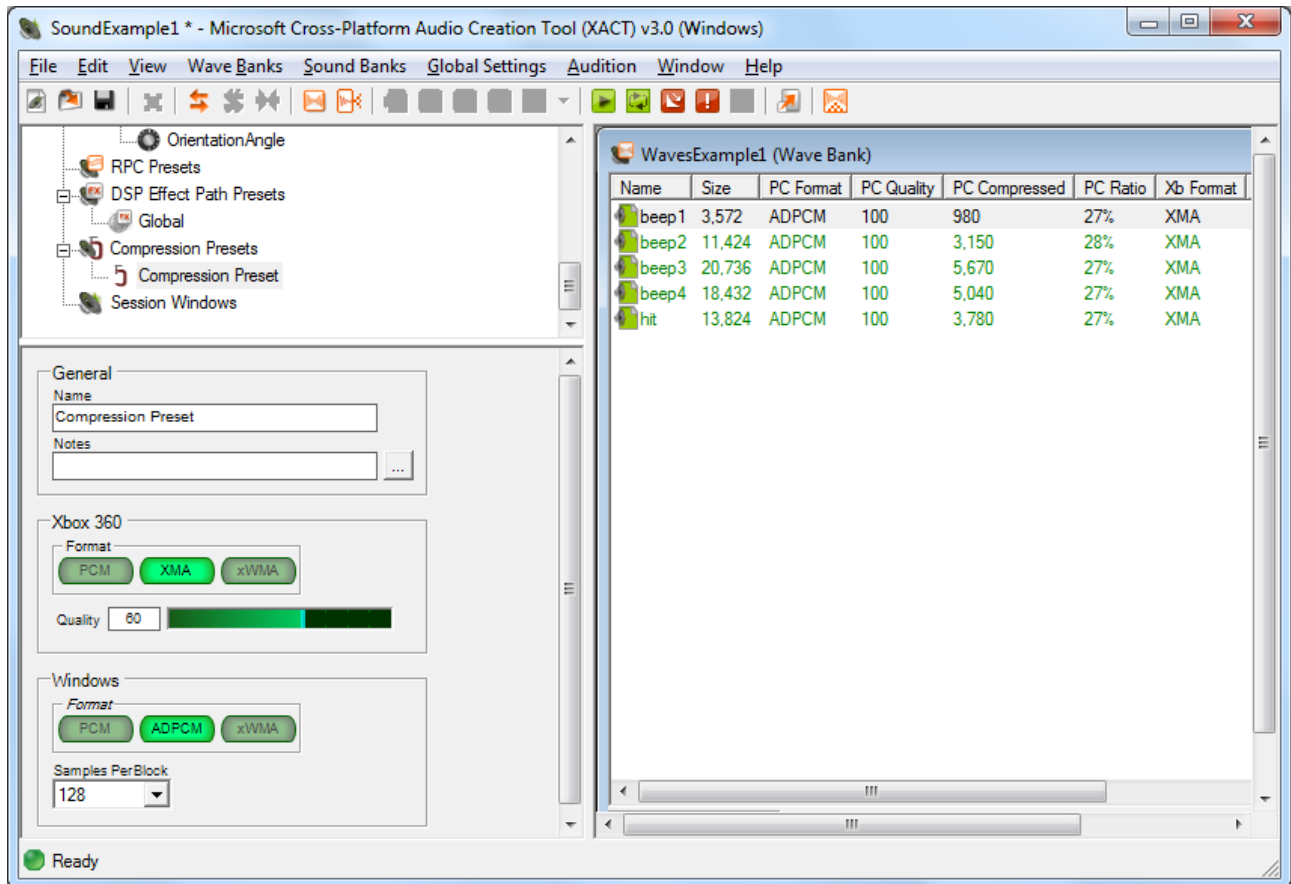 SoundExample1 * - Microsoft Cross-Platform Audio Creation Tool (XACT) v3.0 (Windows)
File Edit View Wave Banks Sound Banks Global Settings Audition Window Help
OrientationAngle
RPC Presets
DSP Effect Path Presets
Global
Compression Presets
Compression Preset
Session Windows
General
Name
Compression Preset
Notes
...
Xbox 360
Format
PCM XMA xWMA
Quality 60
Windows
Format
PCM ADPCM xWMA
Samples Per Block
128
WavesExample1 (Wave Bank)
Name Size PC Format PC Quality PC Compressed PC Ratio Xb Format
beep1 3,572 ADPCM 100 980 27% XMA
beep2 11,424 ADPCM 100 3,150 28% XMA
beep3 20,736 ADPCM 100 5,670 27% XMA
beep4 18,432 ADPCM 100 5,040 27% XMA
hit 13,824 ADPCM 100 3,780 27% XMA
Ready